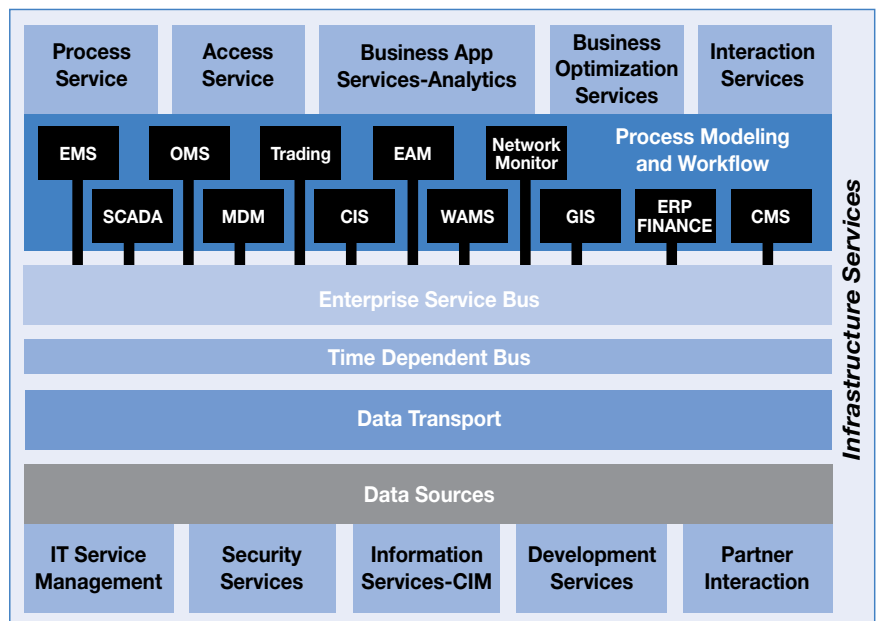 Process
Service
Access
Service
Business App
Services-Analytics
Business
Optimization
Services
Interaction
Services
Process Modeling
and Workflow
EMS
OMS
Trading
EAM
Network
Monitor
SCADA
MDM
CIS
WAMS
GIS
ERP
FINANCE
CMS
Enterprise Service Bus
Time Dependent Bus
Data Transport
Data Sources
IT Service
Management
Security
Services
Information
Services-CIM
Development
Services
Partner
Interaction
Infrastructure Services